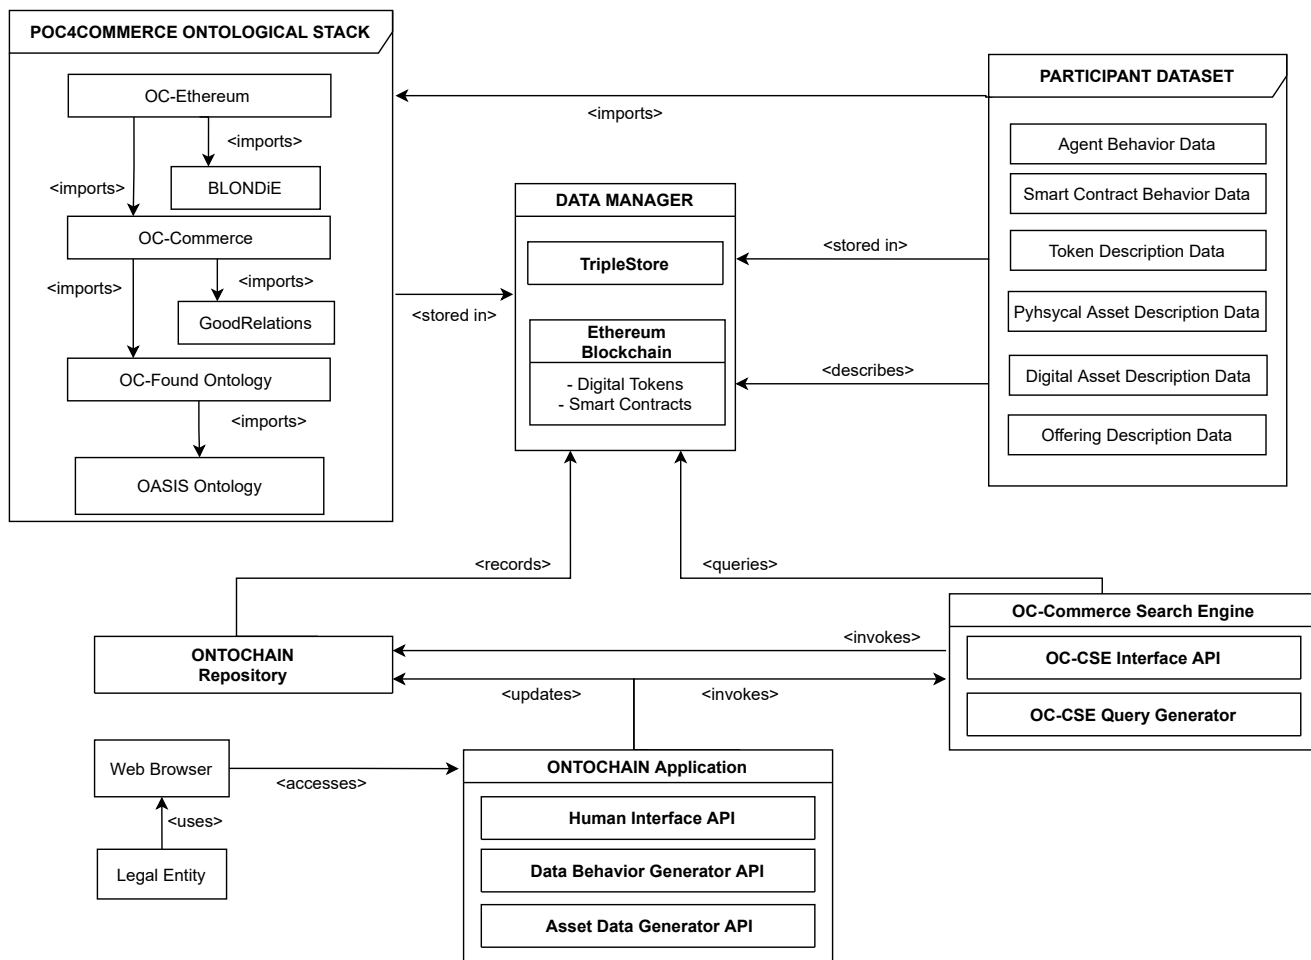 POC4COMMERCE ONTOLOGICAL STACK
OC-Ethereum
<imports>
BLONDiE
<imports>
OC-Commerce
<imports>
<imports>
GoodRelations
OC-Found Ontology
<imports>
OASIS Ontology
<imports>
PARTICIPANT DATASET
Agent Behavior Data
Smart Contract Behavior Data
Token Description Data
Pyhsycal Asset Description Data
Digital Asset Description Data
Offering Description Data
DATA MANAGER
TripleStore
Ethereum
Blockchain
- Digital Tokens
- Smart Contracts
<stored in>
<stored in>
<describes>
<records>
<queries>
ONTOCHAIN
Repository
<invokes>
<updates>
<invokes>
OC-Commerce Search Engine
OC-CSE Interface API
OC-CSE Query Generator
Web Browser
<accesses>
<uses>
Legal Entity
ONTOCHAIN Application
Human Interface API
Data Behavior Generator API
Asset Data Generator API